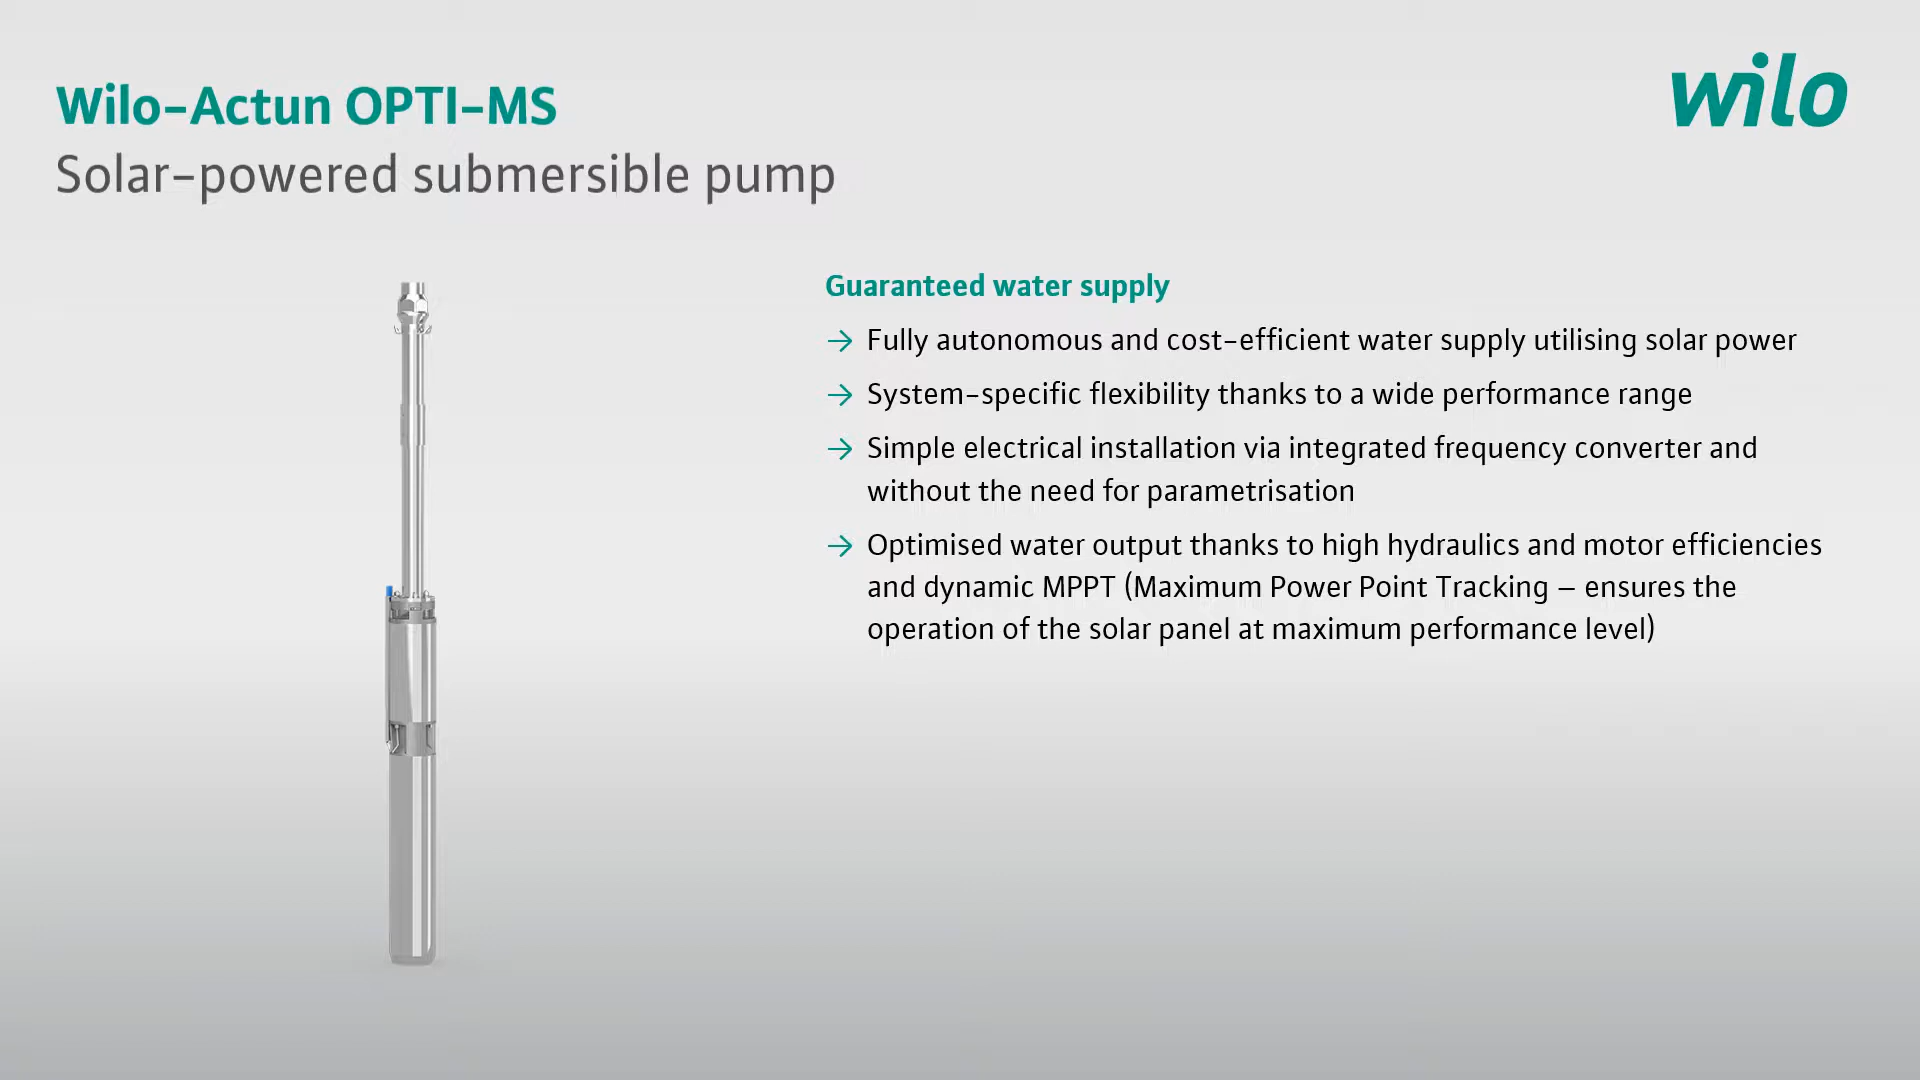 wilo
Wilo-Actun OPTI-MS
Solar-powered submersible pump
Guaranteed water supply
→ Fully autonomous and cost-efficient water supply utilising solar power
→ System-specific flexibility thanks to a wide performance range
→ Simple electrical installation via integrated frequency converter and
without the need for parametrisation
→ Optimised water output thanks to high hydraulics and motor efficiencies
and dynamic MPPT (Maximum Power Point Tracking – ensures the
operation of the solar panel at maximum performance level)